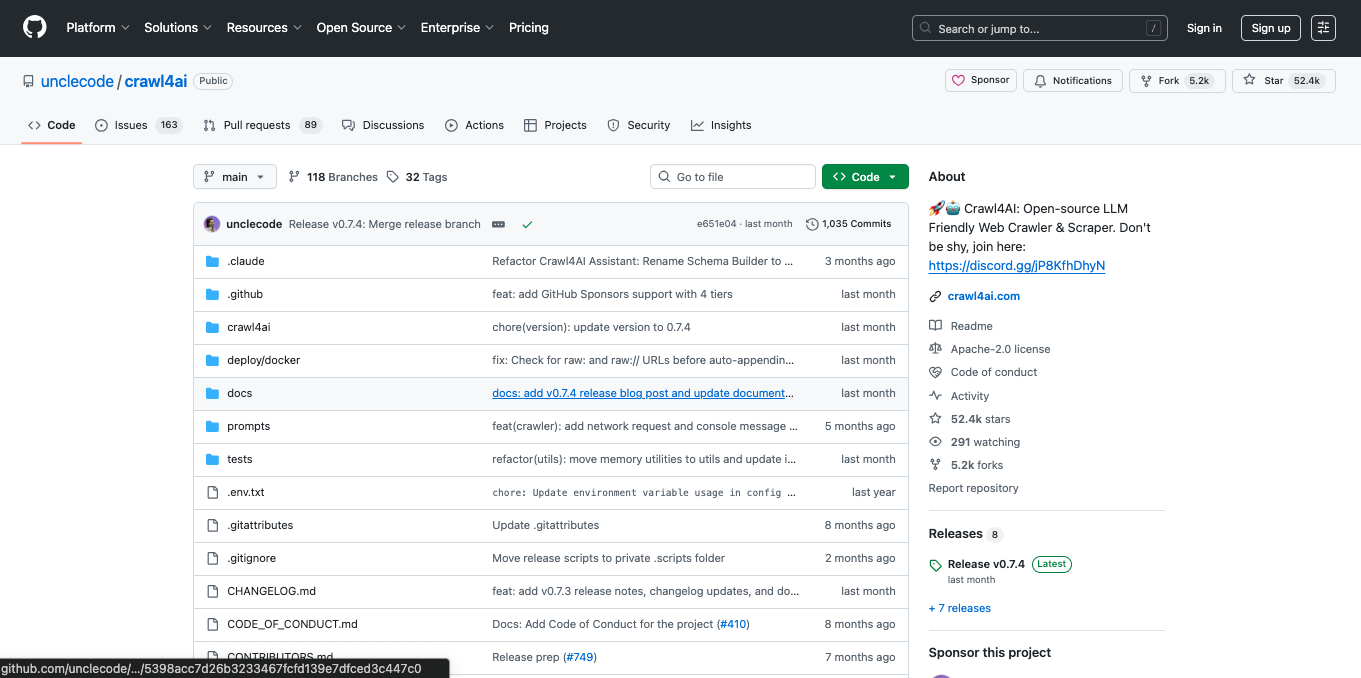 Platform Solutions Resources Open Source Enterprise Pricing Search or jump to... / Sign in Sign up
unclecode / crawl4ai Public Sponsor Notifications Fork 5.2k Star 52.4k
Code Issues 163 Pull requests 89 Discussions Actions Projects Security Insights
main 118 Branches 32 Tags Go to file Code
unclecode Release v0.7.4: Merge release branch e651e04 · last month 1,035 Commits
.claude Refactor Crawl4AI Assistant: Rename Schema Builder to ... 3 months ago
.github feat: add GitHub Sponsors support with 4 tiers last month
crawl4ai chore(version): update version to 0.7.4 last month
deploy/docker fix: Check for raw: and raw:// URLs before auto-appendin... last month
docs docs: add v0.7.4 release blog post and update document... last month
prompts feat(crawler): add network request and console message ... 5 months ago
tests refactor(utils): move memory utilities to utils and update i... last month
.env.txt chore: Update environment variable usage in config ... last year
.gitattributes Update .gitattributes 8 months ago
.gitignore Move release scripts to private .scripts folder 2 months ago
CHANGELOG.md feat: add v0.7.3 release notes, changelog updates, and do... last month
CODE_OF_CONDUCT.md Docs: Add Code of Conduct for the project (#410) 8 months ago
CONTRIBUTORS.md Release prep (#749) 7 months ago
About
🚀🤖 Crawl4AI: Open-source LLM
Friendly Web Crawler & Scraper. Don't
be shy, join here:
https://discord.gg/jP8KfhDhyN
crawl4ai.com
Readme
Apache-2.0 license
Code of conduct
Activity
52.4k stars
291 watching
5.2k forks
Report repository
Releases 8
Release v0.7.4 Latest
last month
+ 7 releases
Sponsor this project
github.com/unclecode/.../5398acc7d26b3233467fcfd139e7dfced3c447c0